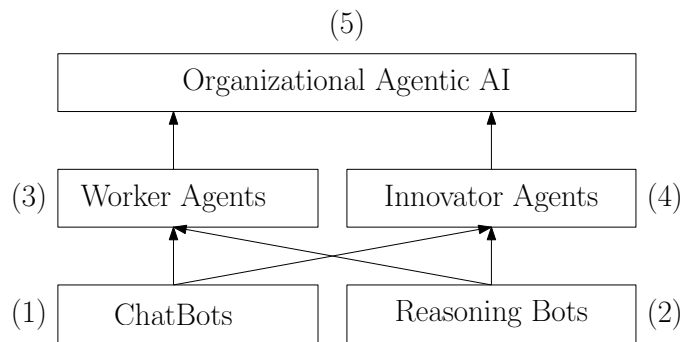 (5)
Organizational Agentic AI
(3) Worker Agents Innovator Agents (4)
(1) ChatBots Reasoning Bots (2)